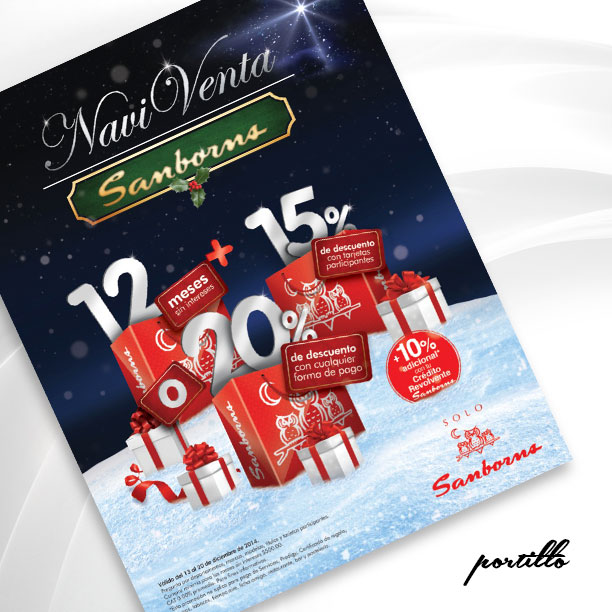 NaviVenta
Sanborns
12
meses
sin intereses
+
15%
de descuento
con tarjetas
participantes
o
20%
de descuento
con cualquier
forma de pago
+10%
adicional*
con tu
Crédito
Revolvente
Sanborns
SOLO
Sanborns
Sanborns
Sanborns
Válido del 13 al 20 de diciembre de 2014.
portillo